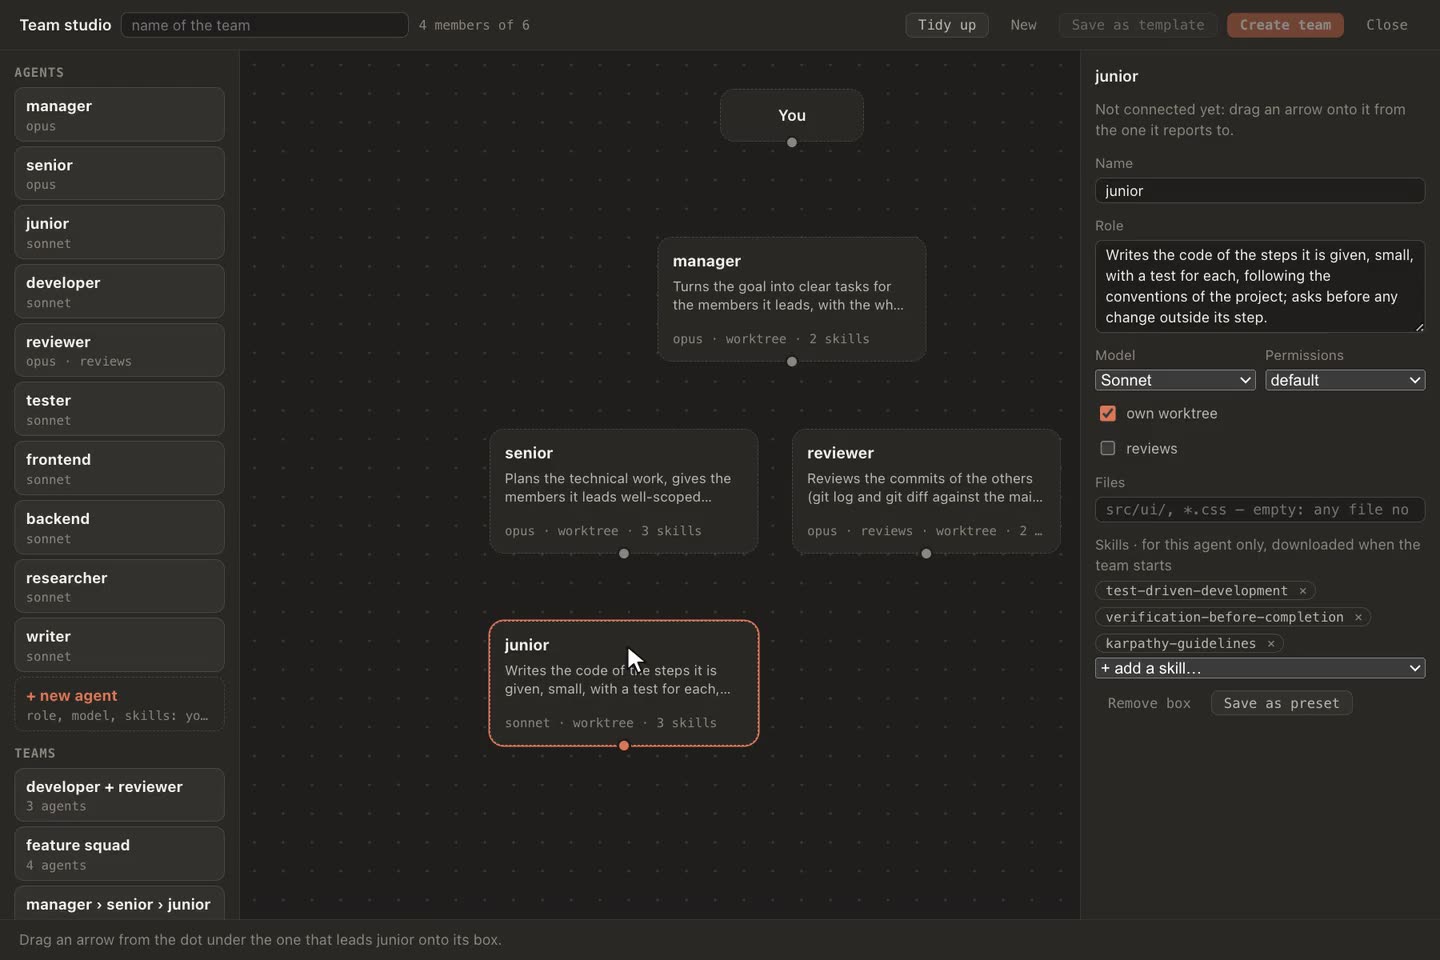 Team studio
name of the team
4 members of 6
Tidy up
New
Save as template
Create team
Close
AGENTS
manager
opus
senior
opus
junior
sonnet
developer
sonnet
reviewer
opus · reviews
tester
sonnet
frontend
sonnet
backend
sonnet
researcher
sonnet
writer
sonnet
+ new agent
role, model, skills: yo…
TEAMS
developer + reviewer
3 agents
feature squad
4 agents
manager › senior › junior
You
manager
Turns the goal into clear tasks for
the members it leads, with the wh…
opus · worktree · 2 skills
senior
Plans the technical work, gives the
members it leads well-scoped…
opus · worktree · 3 skills
reviewer
Reviews the commits of the others
(git log and git diff against the mai…
opus · reviews · worktree · 2 …
junior
Writes the code of the steps it is
given, small, with a test for each,…
sonnet · worktree · 3 skills
junior
Not connected yet: drag an arrow onto it from
the one it reports to.
Name
junior
Role
Writes the code of the steps it is given, small,
with a test for each, following the
conventions of the project; asks before any
change outside its step.
Model
Permissions
Sonnet
default
own worktree
reviews
Files
src/ui/, *.css — empty: any file no
Skills · for this agent only, downloaded when the
team starts
test-driven-development ×
verification-before-completion ×
karpathy-guidelines ×
+ add a skill…
Remove box
Save as preset
Drag an arrow from the dot under the one that leads junior onto its box.